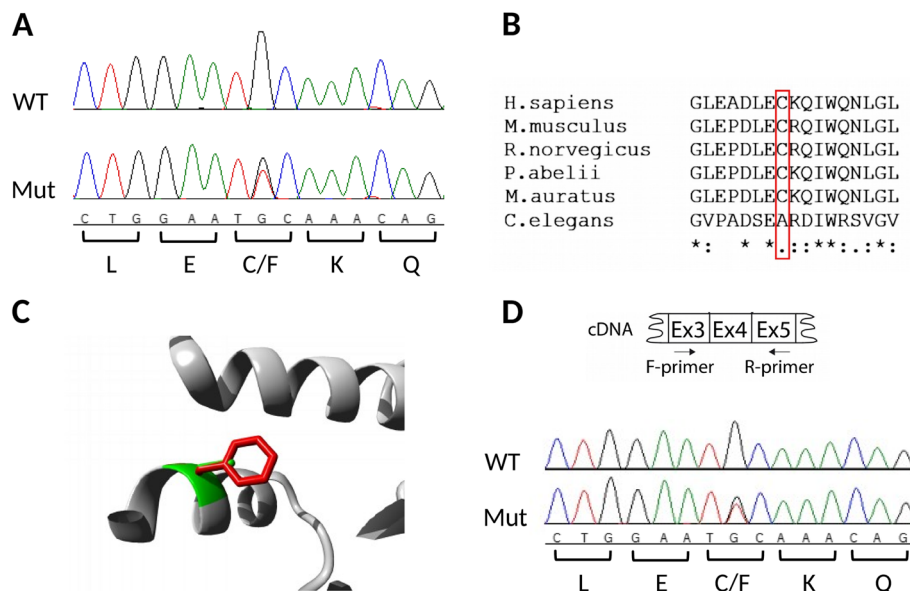 A
WT
Mut
C T G G A A T G C A A A C A G
L E C/F K Q
B
H.sapiens GLEADLECKQIWQNLGL
M.musculus GLEPDLECRQIWQNLGL
R.norvegicus GLEPDLECRQIWQNLGL
P.abelii GLEADLECKQIWQNLGL
M.auratus GLEPDLECKQIWQNLGL
C.elegans GVPADSEARDIWRSVGV
*: * *.::**:.:*:
C
D
cDNA Ex3 Ex4 Ex5
F-primer R-primer
WT
Mut
C T G G A A T G C A A A C A G
L E C/F K Q